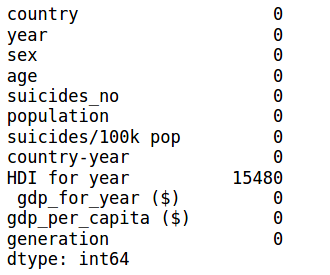 country                    0
year                       0
sex                        0
age                        0
suicides_no                0
population                 0
suicides/100k pop          0
country-year               0
HDI for year           15480
 gdp_for_year ($)          0
gdp_per_capita ($)         0
generation                 0
dtype: int64